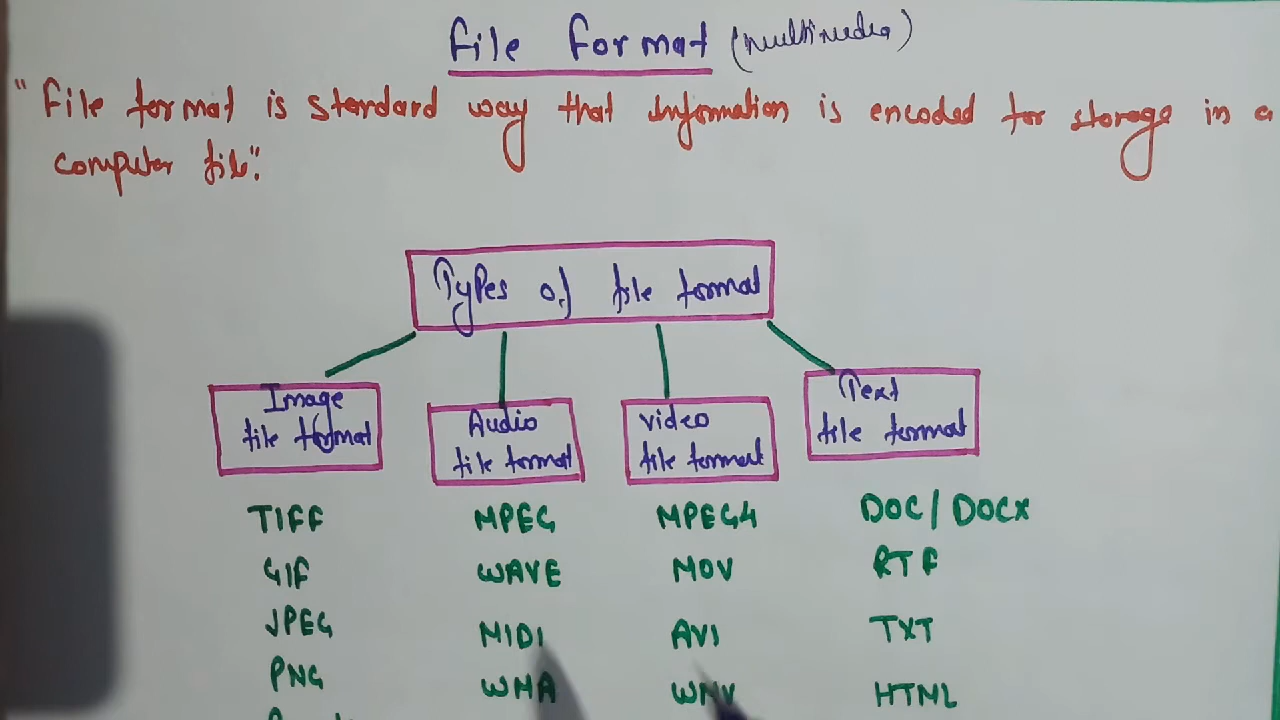 File Format (multimedia)
"File format is standard way that information is encoded for storage in a
computer file".
Types of file format
Image
file format
Audio
file format
video
file format
Text
file format
TIFF
GIF
JPEG
PNG
MPEG
WAVE
MIDI
WMA
MPEG4
MOV
AVI
WMV
DOC/DOCX
RTF
TXT
HTML